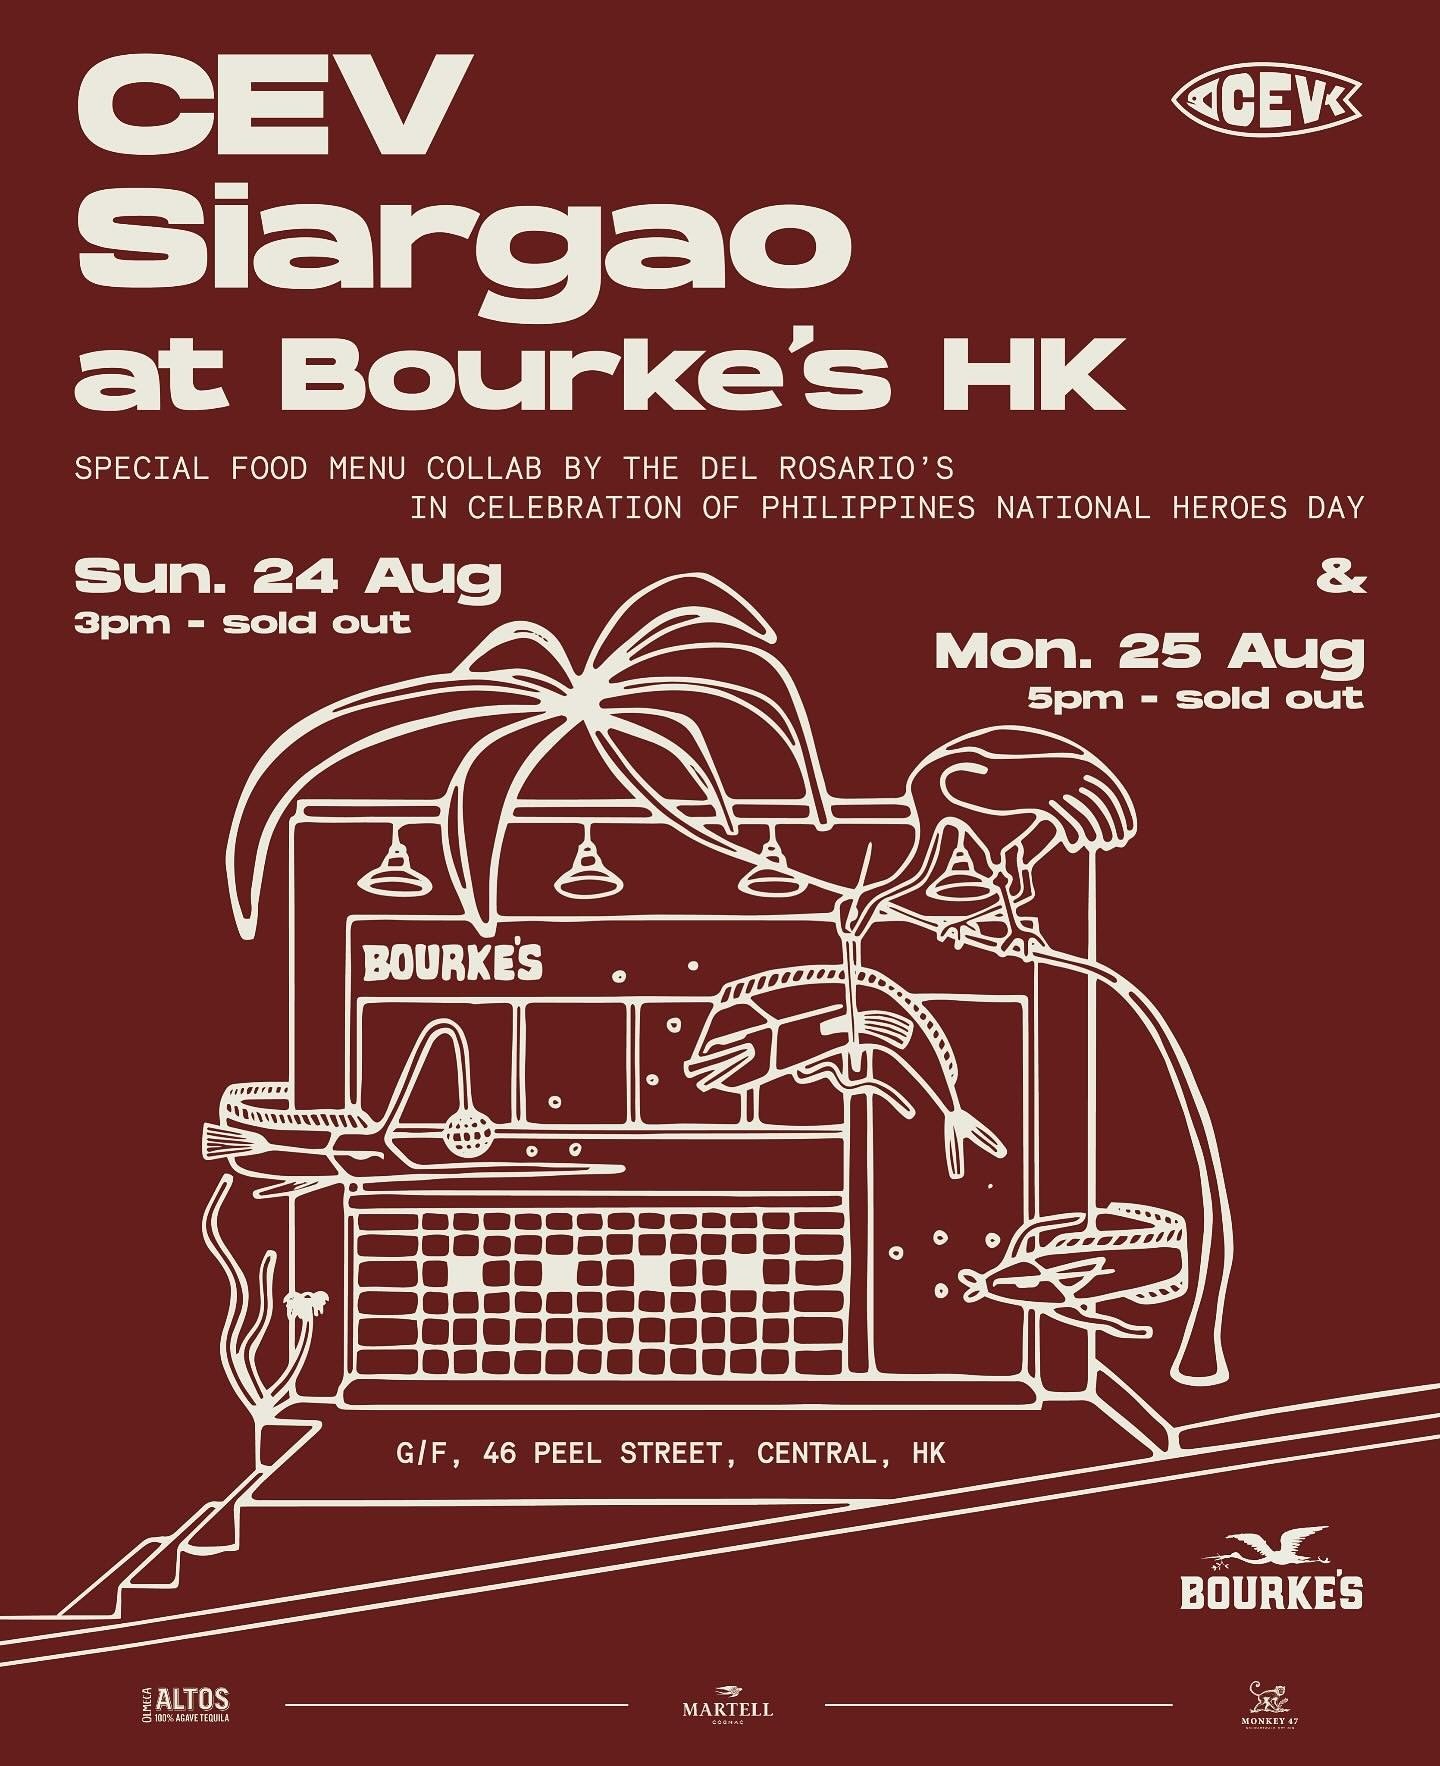 CEV
CEV
Siargao
at Bourke's HK
SPECIAL FOOD MENU COLLAB BY THE DEL ROSARIO'S
IN CELEBRATION OF PHILIPPINES NATIONAL HEROES DAY
Sun. 24 Aug
3pm - sold out
&
Mon. 25 Aug
5pm - sold out
BOURKE'S
G/F, 46 PEEL STREET, CENTRAL, HK
BOURKE'S
OLMECA
ALTOS
100% AGAVE TEQUILA
MARTELL
COGNAC
MONKEY 47